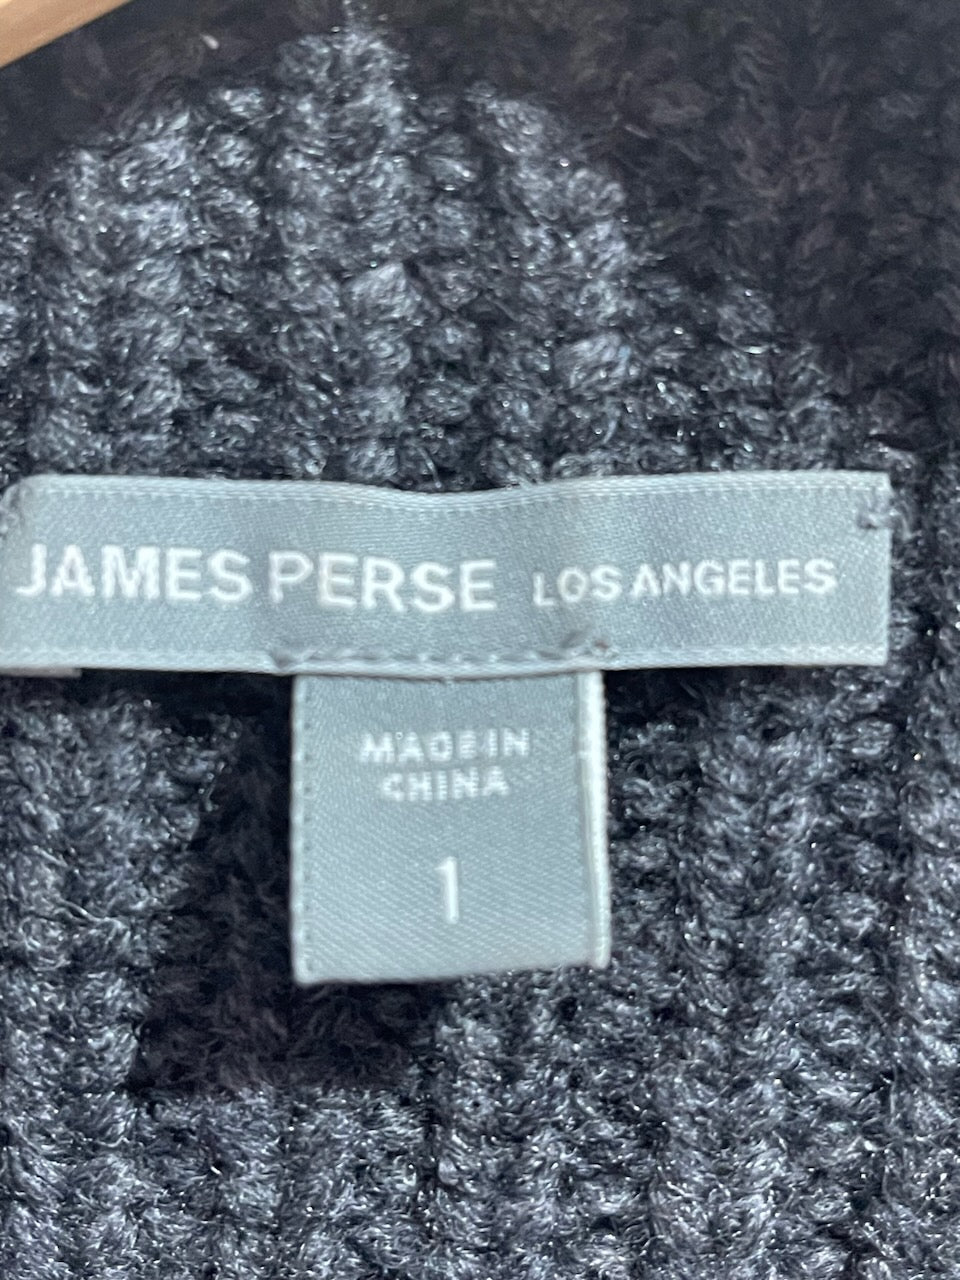 JAMES PERSE LOS ANGELES
MADE IN
CHINA
1